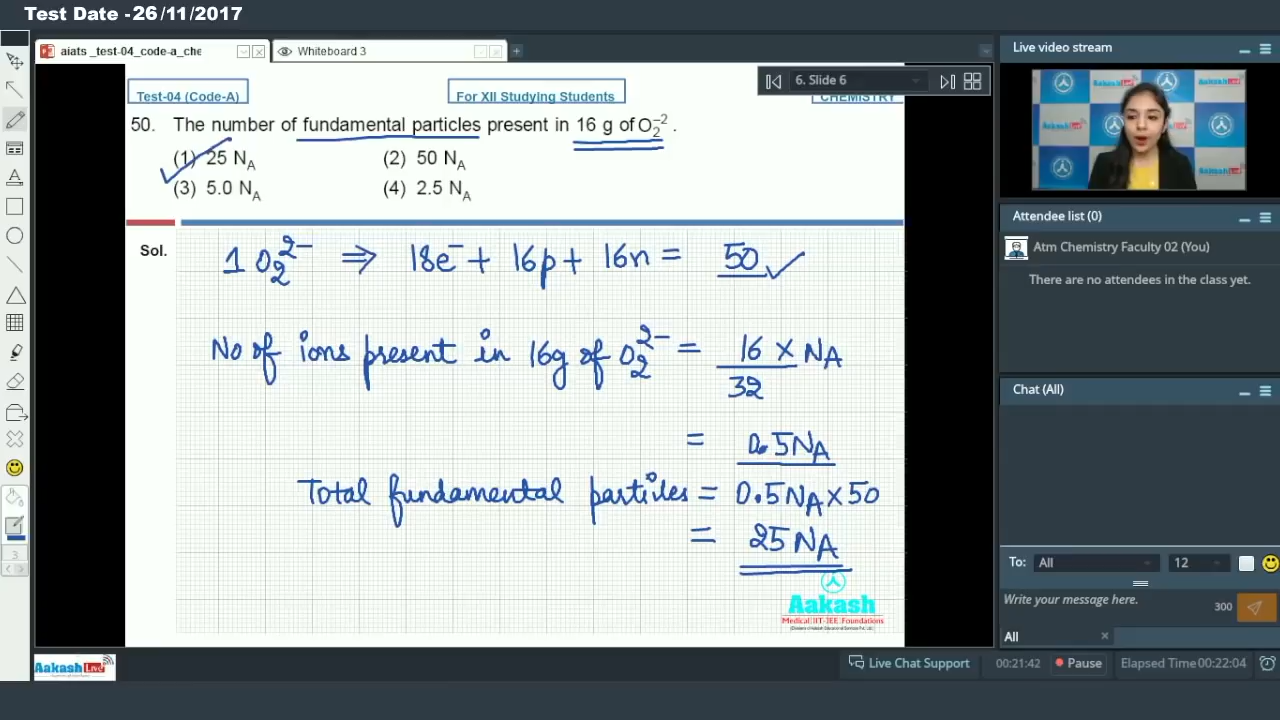 Test Date -26/11/2017
aiats _test-04_code-a_che
Whiteboard 3
Live video stream
6. Slide 6
Test-04 (Code-A)
For XII Studying Students
CHEMISTRY
50. The number of fundamental particles present in 16 g of O₂⁻² .
(1) 25 Nₐ (2) 50 Nₐ
(3) 5.0 Nₐ (4) 2.5 Nₐ
Sol.
1 O₂²⁻ ⇒ 18e⁻ + 16p + 16n = 50
No of ions present in 16g of O₂²⁻ = 16 × NA
32
= 0.5NA
Total fundamental particles = 0.5NA × 50
= 25 NA
Aakash
Medical|IIT-JEE|Foundations
Aakash Live
Attendee list (0)
Atm Chemistry Faculty 02 (You)
There are no attendees in the class yet.
Chat (All)
To: All 12
Write your message here.
300
All
3
Live Chat Support
00:21:42
Pause
Elapsed Time 00:22:04